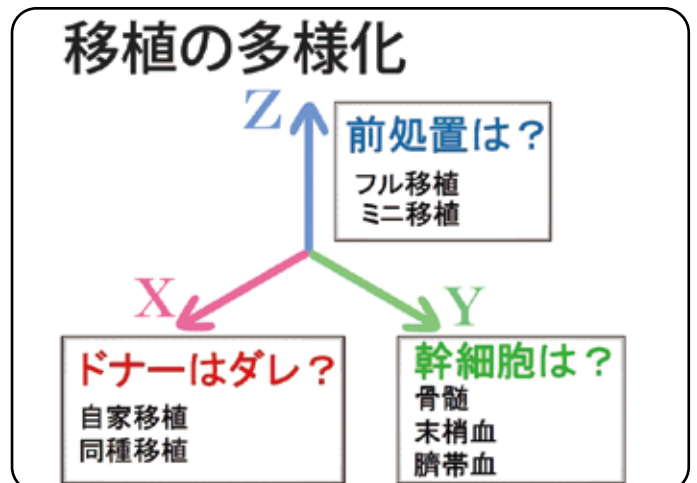 移植の多様化
Z
前処置は？
フル移植
ミニ移植
X
Y
ドナーはダレ？
自家移植
同種移植
幹細胞は？
骨髄
末梢血
臍帯血